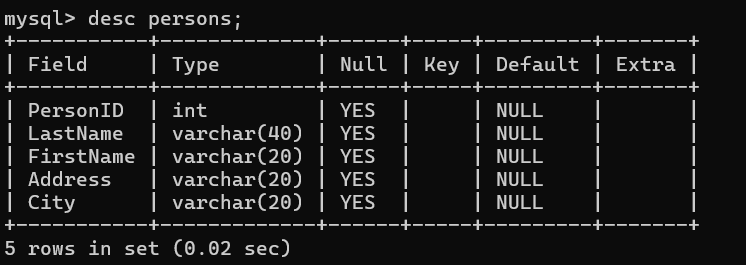 mysql> desc persons;
+-----------+-------------+------+-----+---------+-------+
| Field     | Type        | Null | Key | Default | Extra |
+-----------+-------------+------+-----+---------+-------+
| PersonID  | int         | YES  |     | NULL    |       |
| LastName  | varchar(40) | YES  |     | NULL    |       |
| FirstName | varchar(20) | YES  |     | NULL    |       |
| Address   | varchar(20) | YES  |     | NULL    |       |
| City      | varchar(20) | YES  |     | NULL    |       |
+-----------+-------------+------+-----+---------+-------+
5 rows in set (0.02 sec)